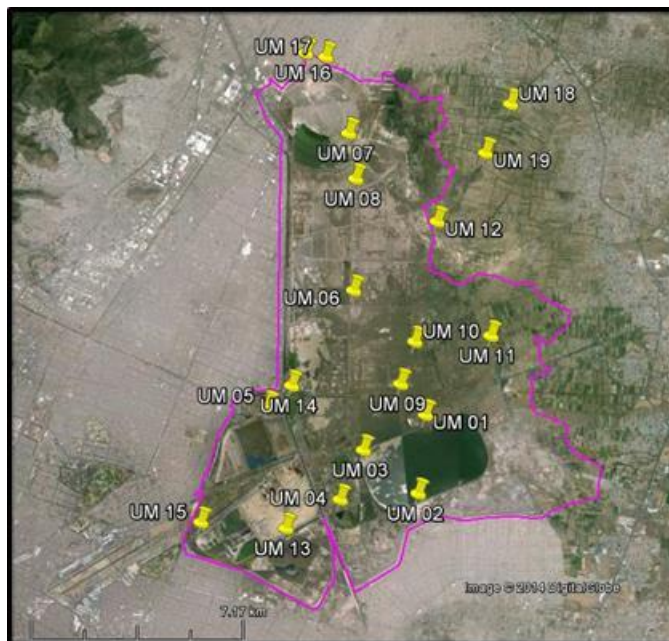 UM 17
UM 16
UM 18
UM 07
UM 19
UM 08
UM 12
UM 06
UM 10
UM 11
UM 05
UM 14
UM 09
UM 01
UM 03
UM 04
UM 02
UM 15
UM 13
Image © 2014 DigitalGlobe
7.17 km